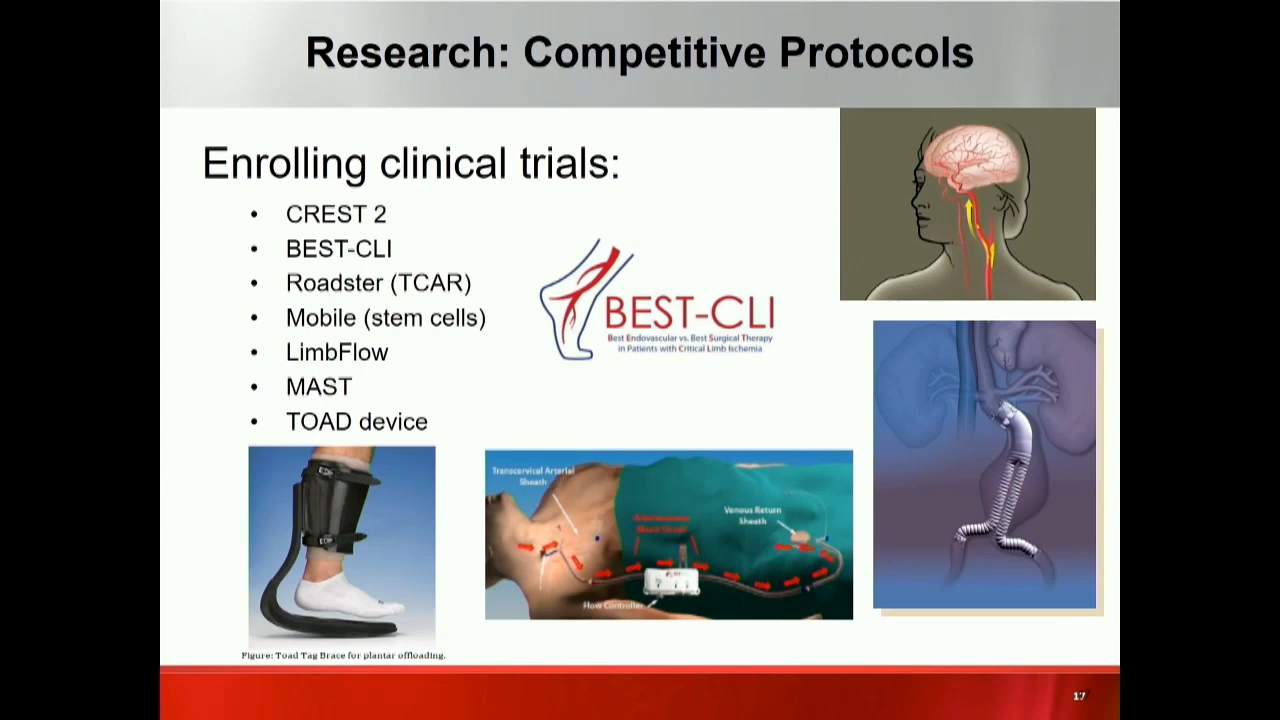 Research: Competitive Protocols
Enrolling clinical trials:
• CREST 2
• BEST-CLI
• Roadster (TCAR)
• Mobile (stem cells)
• LimbFlow
• MAST
• TOAD device
BEST-CLI
Best Endovascular vs. Best Surgical Therapy
in Patients with Critical Limb Ischemia
Transcervical Arterial
Sheath
Venous Return
Sheath
Flow Controller
Figure: Toad Tag Brace for plantar offloading.
17